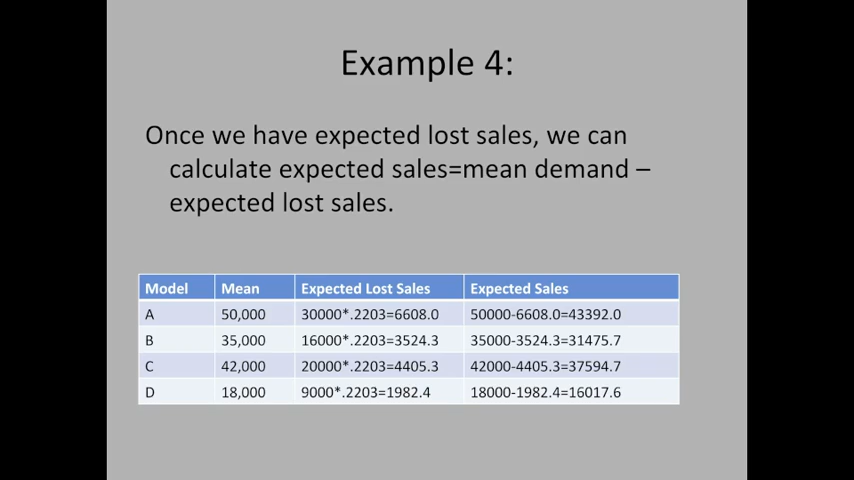 Example 4:
Once we have expected lost sales, we can
calculate expected sales=mean demand –
expected lost sales.
Model Mean Expected Lost Sales Expected Sales
A 50,000 30000*.2203=6608.0 50000-6608.0=43392.0
B 35,000 16000*.2203=3524.3 35000-3524.3=31475.7
C 42,000 20000*.2203=4405.3 42000-4405.3=37594.7
D 18,000 9000*.2203=1982.4 18000-1982.4=16017.6